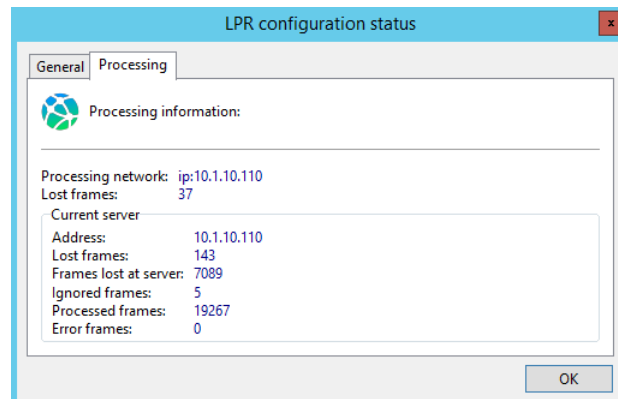 LPR configuration status
x
General Processing
Processing information:
Processing network: ip:10.1.10.110
Lost frames: 37
Current server
Address: 10.1.10.110
Lost frames: 143
Frames lost at server: 7089
Ignored frames: 5
Processed frames: 19267
Error frames: 0
OK